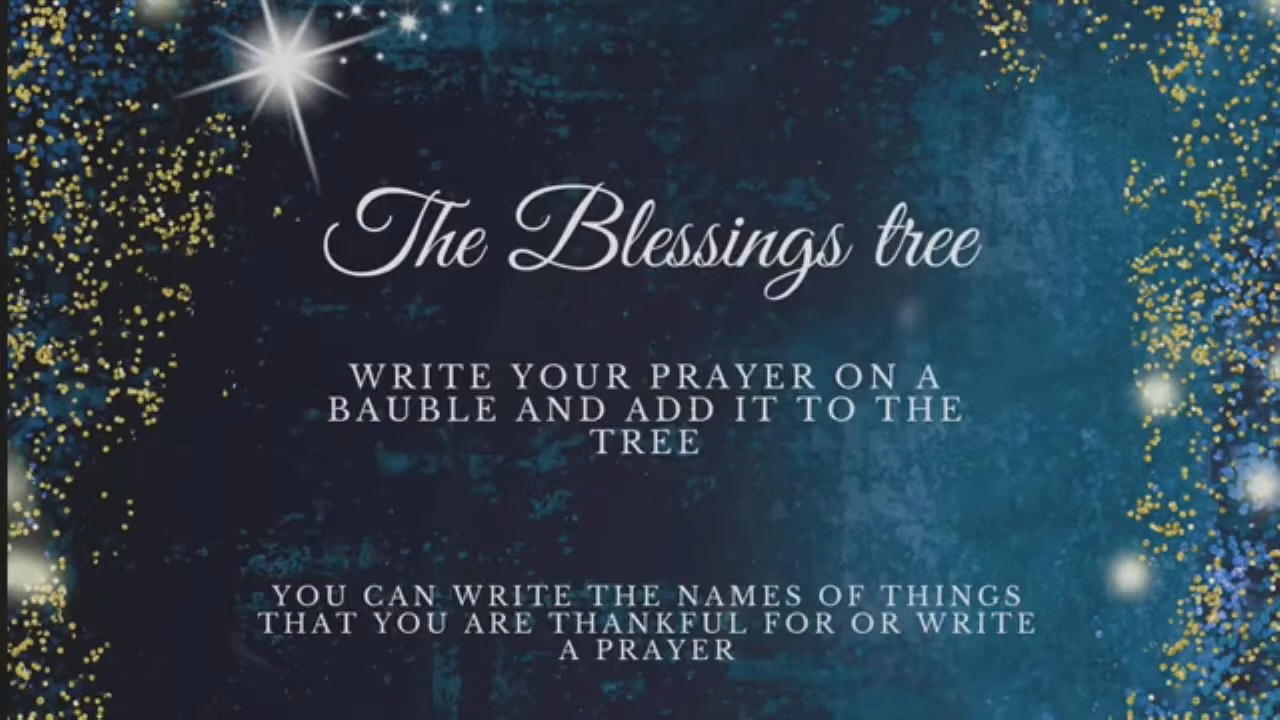 The Blessings tree
WRITE YOUR PRAYER ON A
BAUBLE AND ADD IT TO THE
TREE
YOU CAN WRITE THE NAMES OF THINGS
THAT YOU ARE THANKFUL FOR OR WRITE
A PRAYER